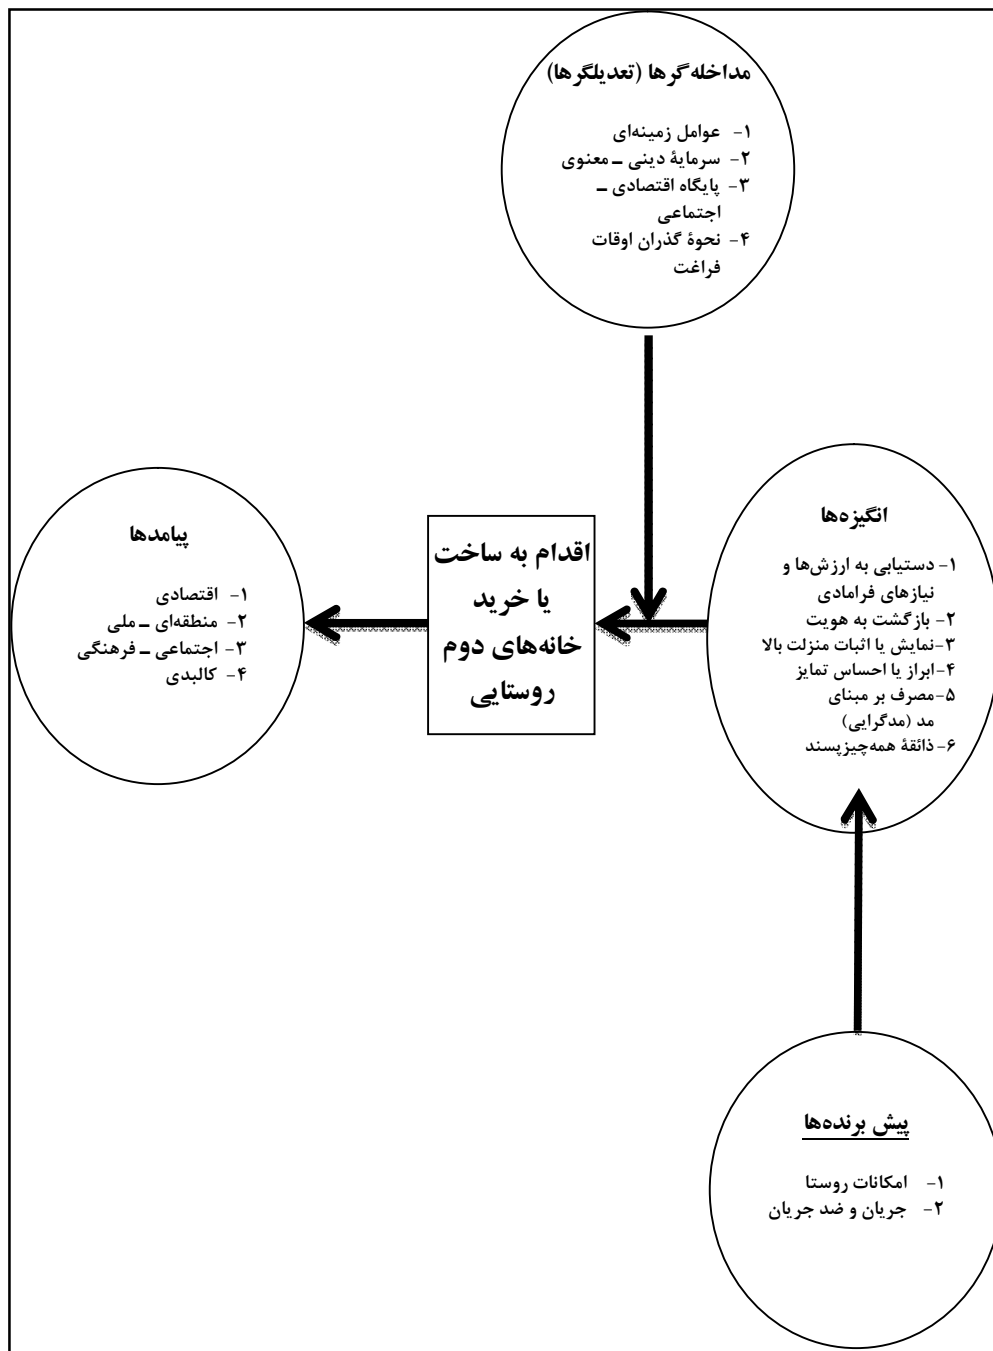 مداخله‌گرها (تعدیلگرها)
۱- عوامل زمینه‌ای
۲- سرمایهٔ دینی ـ معنوی
۳- پایگاه اقتصادی ـ
اجتماعی
۴- نحوهٔ گذران اوقات
فراغت
انگیزه‌ها
۱- دستیابی به ارزش‌ها و
نیازهای فرامادی
۲- بازگشت به هویت
۳-نمایش یا اثبات منزلت بالا
۴- ابراز یا احساس تمایز
۵-مصرف بر مبنای
مد (مدگرایی)
۶- ذائقهٔ همه‌چیزپسند
اقدام به ساخت
یا خرید
خانه‌های دوم
روستایی
پیامدها
۱- اقتصادی
۲- منطقه‌ای ـ ملی
۳- اجتماعی ـ فرهنگی
۴- کالبدی
پیش برنده‌ها
۱- امکانات روستا
۲- جریان و ضد جریان